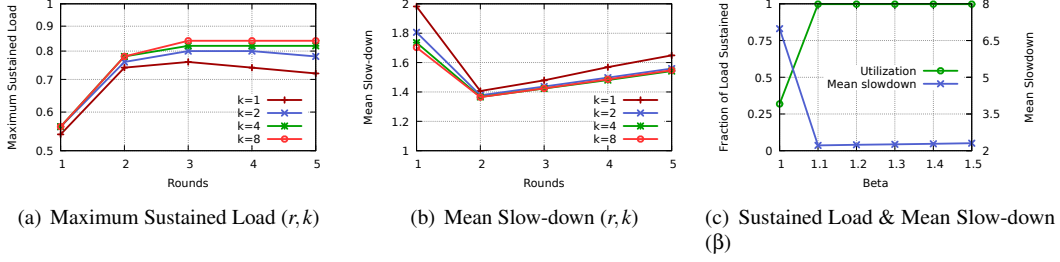 Maximum Sustained Load
1
0.9
0.8
0.7
0.6
0.5
1
2
3
4
5
Rounds
k=1
k=2
k=4
k=8
(a) Maximum Sustained Load (r,k)
Mean Slow-down
2
1.8
1.6
1.4
1.2
1
1
2
3
4
5
Rounds
k=1
k=2
k=4
k=8
(b) Mean Slow-down (r,k)
Fraction of Load Sustained
1
0.75
0.5
0.25
0
1
1.1
1.2
1.3
1.4
1.5
Beta
Utilization
Mean slowdown
8
6.5
5
3.5
2
Mean Slowdown
(c) Sustained Load & Mean Slow-down
(β)